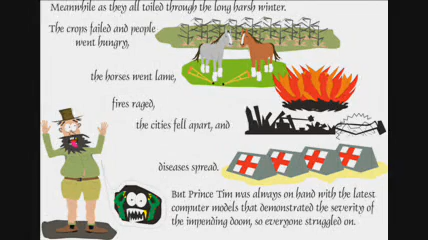 Meanwhile as they all toiled through the long harsh winter.
The crops failed and people
went hungry,
the horses went lame,
fires raged,
the cities fell apart, and
diseases spread.
But Prince Tim was always on hand with the latest
computer models that demonstrated the severity of
the impending doom, so everyone struggled on.